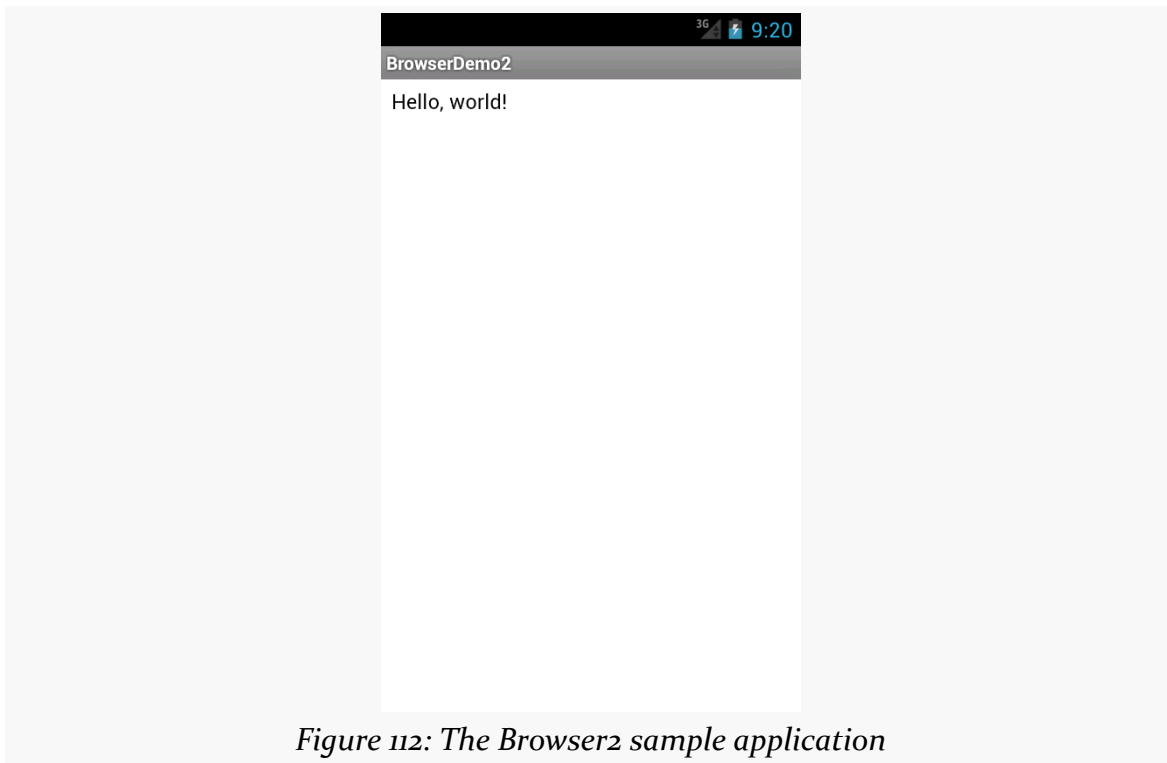 3G 9:20
BrowserDemo2
Hello, world!
Figure 112: The Browser2 sample application